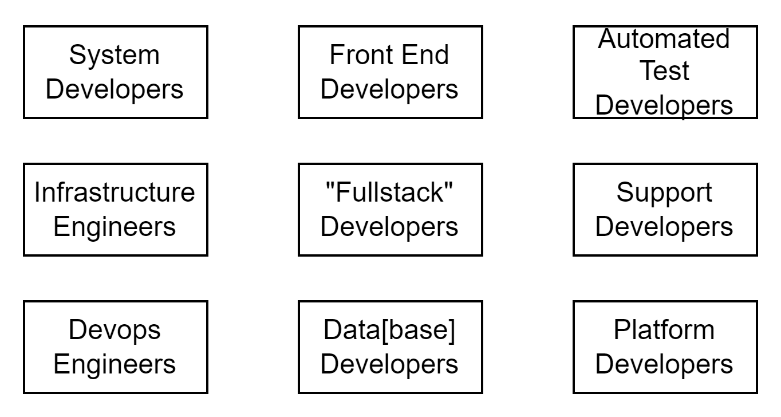 System
Developers
Front End
Developers
Automated
Test
Developers
Infrastructure
Engineers
"Fullstack"
Developers
Support
Developers
Devops
Engineers
Data[base]
Developers
Platform
Developers